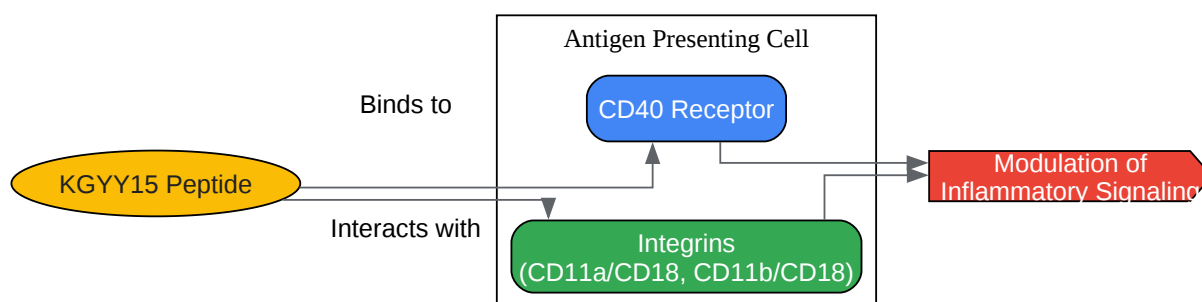 Antigen Presenting Cell
Binds to
CD40 Receptor
KGYY15 Peptide
Modulation of
Inflammatory Signaling
Interacts with
Integrins
(CD11a/CD18, CD11b/CD18)